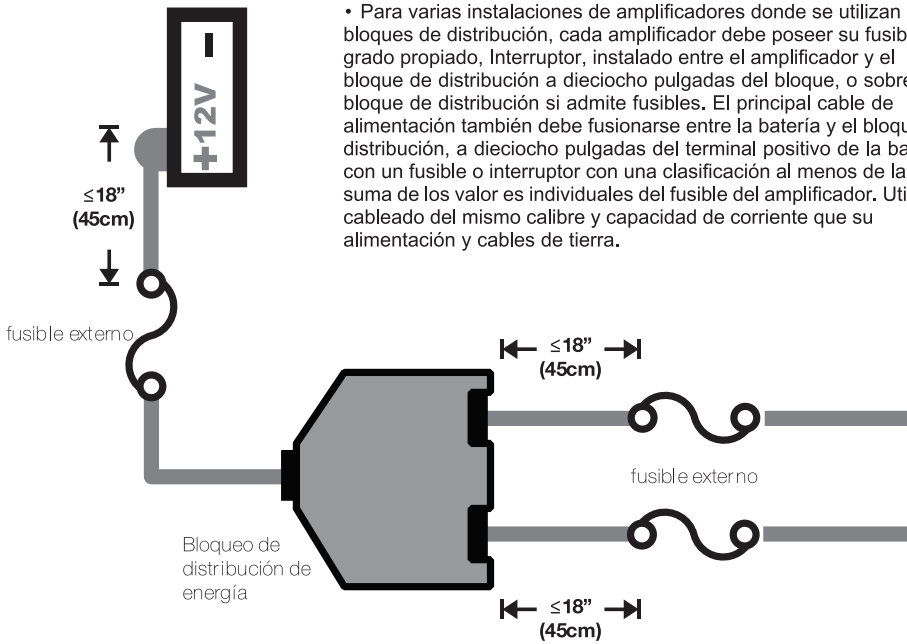 • Para varias instalaciones de amplificadores donde se utilizan
bloques de distribución, cada amplificador debe poseer su fusib
grado propiado, Interruptor, instalado entre el amplificador y el
bloque de distribución a dieciocho pulgadas del bloque, o sobre
bloque de distribución si admite fusibles. El principal cable de
alimentación también debe fusionarse entre la batería y el bloqu
distribución, a dieciocho pulgadas del terminal positivo de la ba
con un fusible o interruptor con una clasificación al menos de la
suma de los valor es individuales del fusible del amplificador. Uti
cableado del mismo calibre y capacidad de corriente que su
alimentación y cables de tierra.
+12V –
≤18”
(45cm)
fusible externo
≤18”
(45cm)
fusible externo
Bloqueo de
distribución de
energía
≤18”
(45cm)